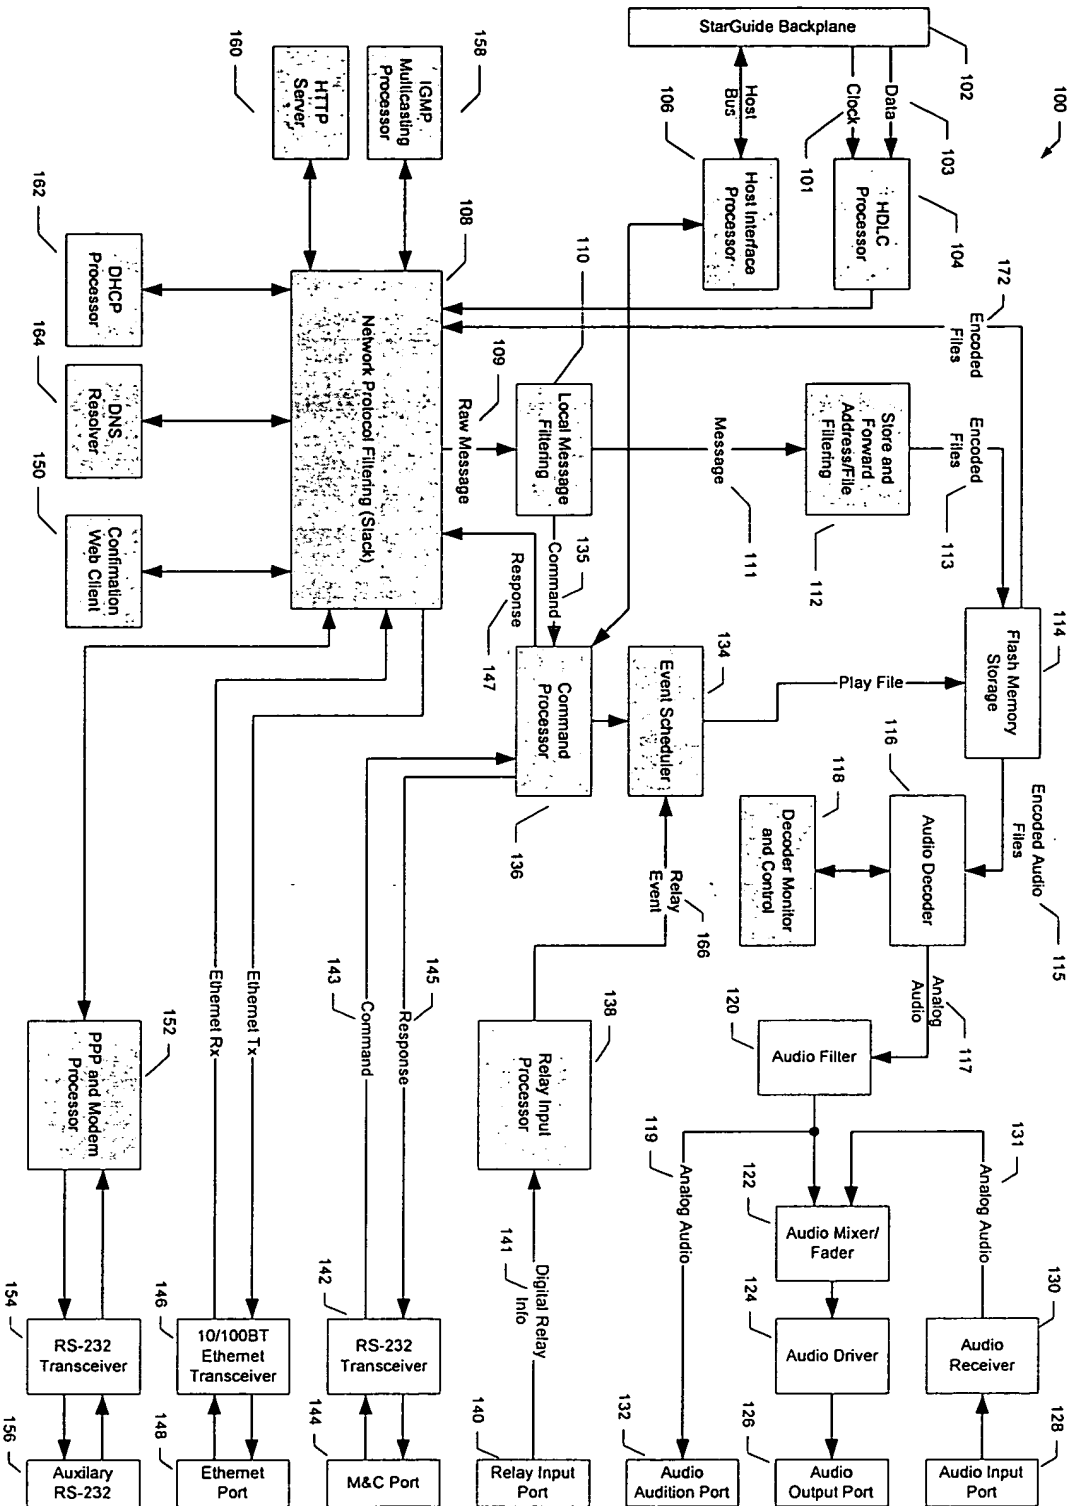 100
StarGuide Backplane
102
Data
103
Clock
101
Host
Bus
106
Host Interface
Processor
HDLC
Processor
104
158
IGMP
Multicasting
Processor
160
HTTP
Server
108
Network Protocol Filtering (Stack)
162
DHCP
Processor
164
DNS
Resolver
150
Confimation
Web Client
109
Raw Message
110
Local Message
Filtering
Message
111
Store and
Forward
Address/File
Filtering
112
172
Encoded
Files
Encoded
Files
113
Flash Memory
Storage
114
Command
135
Response
147
Command
Processor
136
134
Event Scheduler
Play File
Relay
Event
166
Encoded Audio
Files
115
116
Audio Decoder
118
Decoder Monitor
and Control
Analog
Audio
117
120
Audio Filter
119
Analog Audio
131
Analog Audio
122
Audio Mixer/
Fader
124
Audio Driver
126
Audio
Output Port
130
Audio
Receiver
128
Audio Input
Port
132
Audio
Audition Port
138
Relay Input
Processor
141
Digital Relay
Info
140
Relay Input
Port
143
Command
145
Response
142
RS-232
Transceiver
144
M&C Port
Ethernet Rx
Ethernet Tx
146
10/100BT
Ethernet
Transceiver
148
Ethernet
Port
152
PPP and Modem
Processor
154
RS-232
Transceiver
156
Auxilary
RS-232